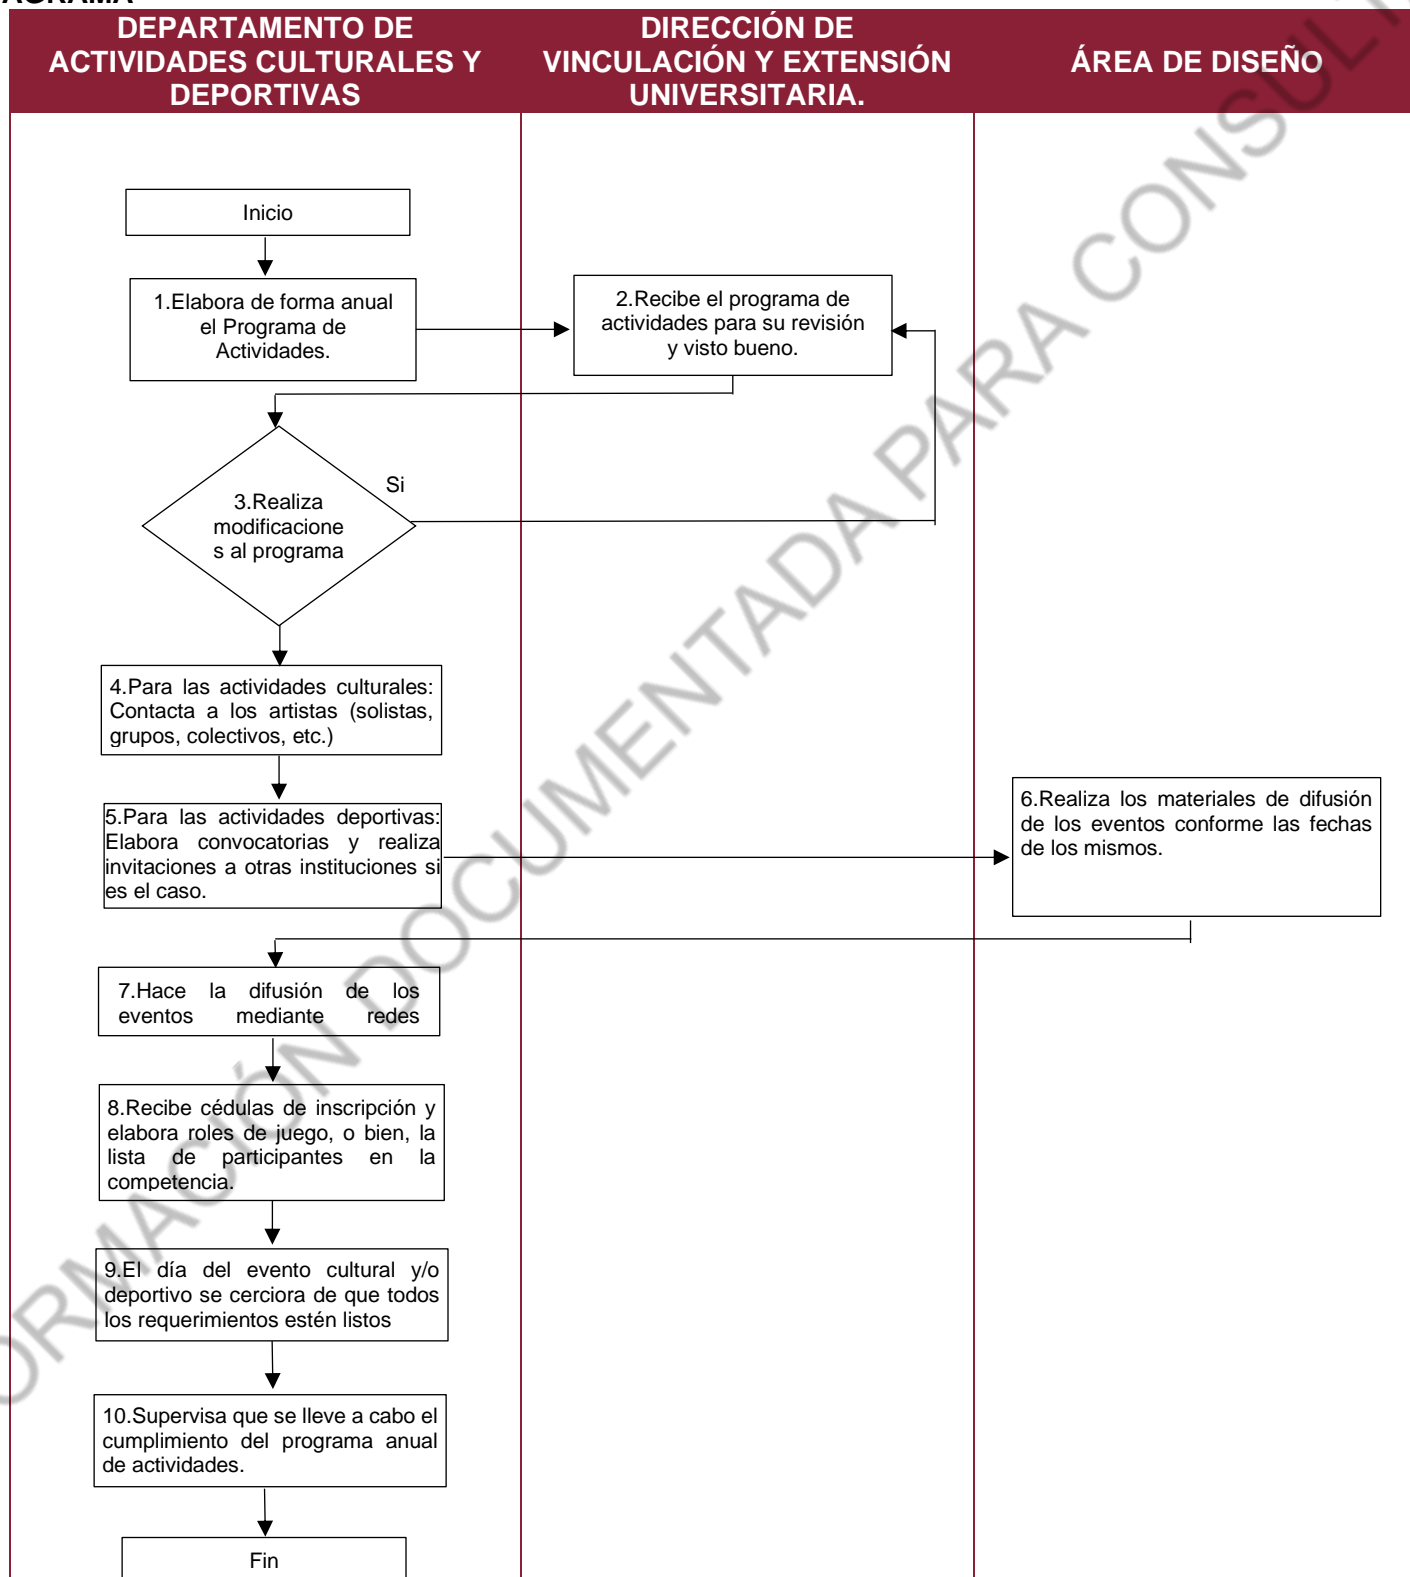 AGRAMA
DEPARTAMENTO DE
ACTIVIDADES CULTURALES Y
DEPORTIVAS
DIRECCIÓN DE
VINCULACIÓN Y EXTENSIÓN
UNIVERSITARIA.
ÁREA DE DISEÑO
Inicio
1.Elabora de forma anual
el Programa de
Actividades.
2.Recibe el programa de
actividades para su revisión
y visto bueno.
3.Realiza
modificacione
s al programa
Si
4.Para las actividades culturales:
Contacta a los artistas (solistas,
grupos, colectivos, etc.)
5.Para las actividades deportivas:
Elabora convocatorias y realiza
invitaciones a otras instituciones si
es el caso.
6.Realiza los materiales de difusión
de los eventos conforme las fechas
de los mismos.
7.Hace la difusión de los
eventos mediante redes
8.Recibe cédulas de inscripción y
elabora roles de juego, o bien, la
lista de participantes en la
competencia.
9.El día del evento cultural y/o
deportivo se cerciora de que todos
los requerimientos estén listos
10.Supervisa que se lleve a cabo el
cumplimiento del programa anual
de actividades.
Fin
ORMACIÓN DOCUMENTADA PARA CONSULT